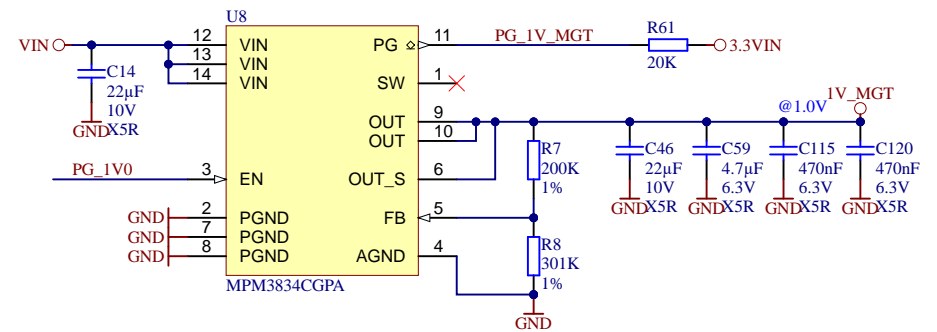 U8
VIN
12
VIN
13
VIN
14
VIN
PG
11
PG_1V_MGT
R61
20K
3.3VIN
SW
1
C14
22µF
10V
X5R
GND
OUT
9
OUT
10
@1.0V
1V_MGT
R7
200K
1%
C46
22µF
10V
X5R
GND
C59
4.7µF
6.3V
X5R
GND
C115
470nF
6.3V
X5R
GND
C120
470nF
6.3V
X5R
GND
PG_1V0
3
EN
OUT_S
6
GND
2
PGND
GND
7
PGND
GND
8
PGND
FB
5
AGND
4
R8
301K
1%
MPM3834CGPA
GND